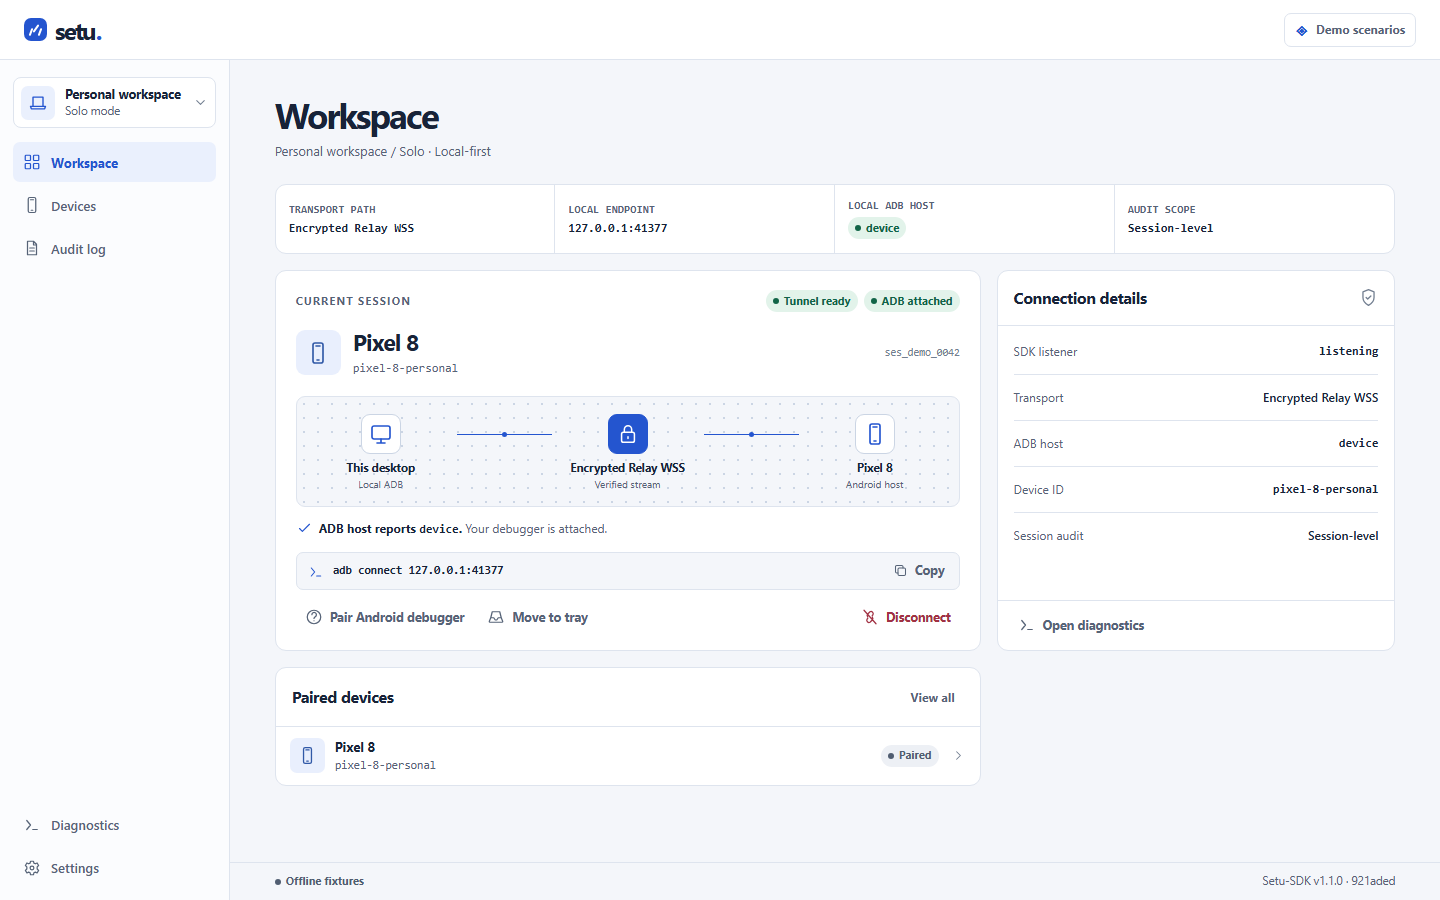 setu.
Demo scenarios
Personal workspace
Solo mode
Workspace
Devices
Audit log
Diagnostics
Settings
Workspace
Personal workspace / Solo · Local-first
TRANSPORT PATH
Encrypted Relay WSS
LOCAL ENDPOINT
127.0.0.1:41377
LOCAL ADB HOST
device
AUDIT SCOPE
Session-level
CURRENT SESSION
Tunnel ready
ADB attached
Pixel 8
pixel-8-personal
ses_demo_0042
This desktop
Local ADB
Encrypted Relay WSS
Verified stream
Pixel 8
Android host
ADB host reports device. Your debugger is attached.
>_ adb connect 127.0.0.1:41377
Copy
Pair Android debugger
Move to tray
Disconnect
Connection details
SDK listener listening
Transport Encrypted Relay WSS
ADB host device
Device ID pixel-8-personal
Session audit Session-level
>_ Open diagnostics
Paired devices
View all
Pixel 8
pixel-8-personal
Paired
Offline fixtures
Setu-SDK v1.1.0 · 921aded